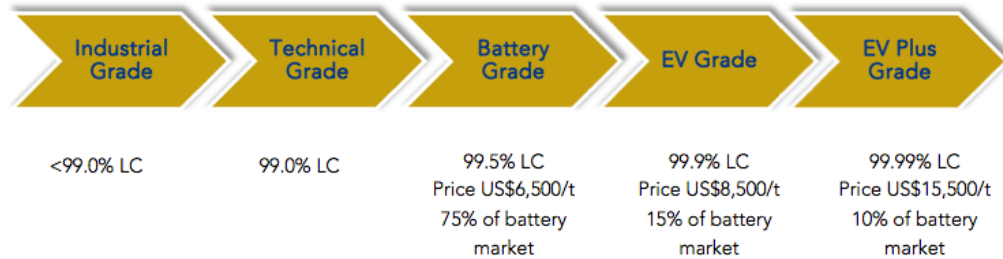 Industrial
Grade
Technical
Grade
Battery
Grade
EV Grade
EV Plus
Grade
<99.0% LC
99.0% LC
99.5% LC
Price US$6,500/t
75% of battery
market
99.9% LC
Price US$8,500/t
15% of battery
market
99.99% LC
Price US$15,500/t
10% of battery
market